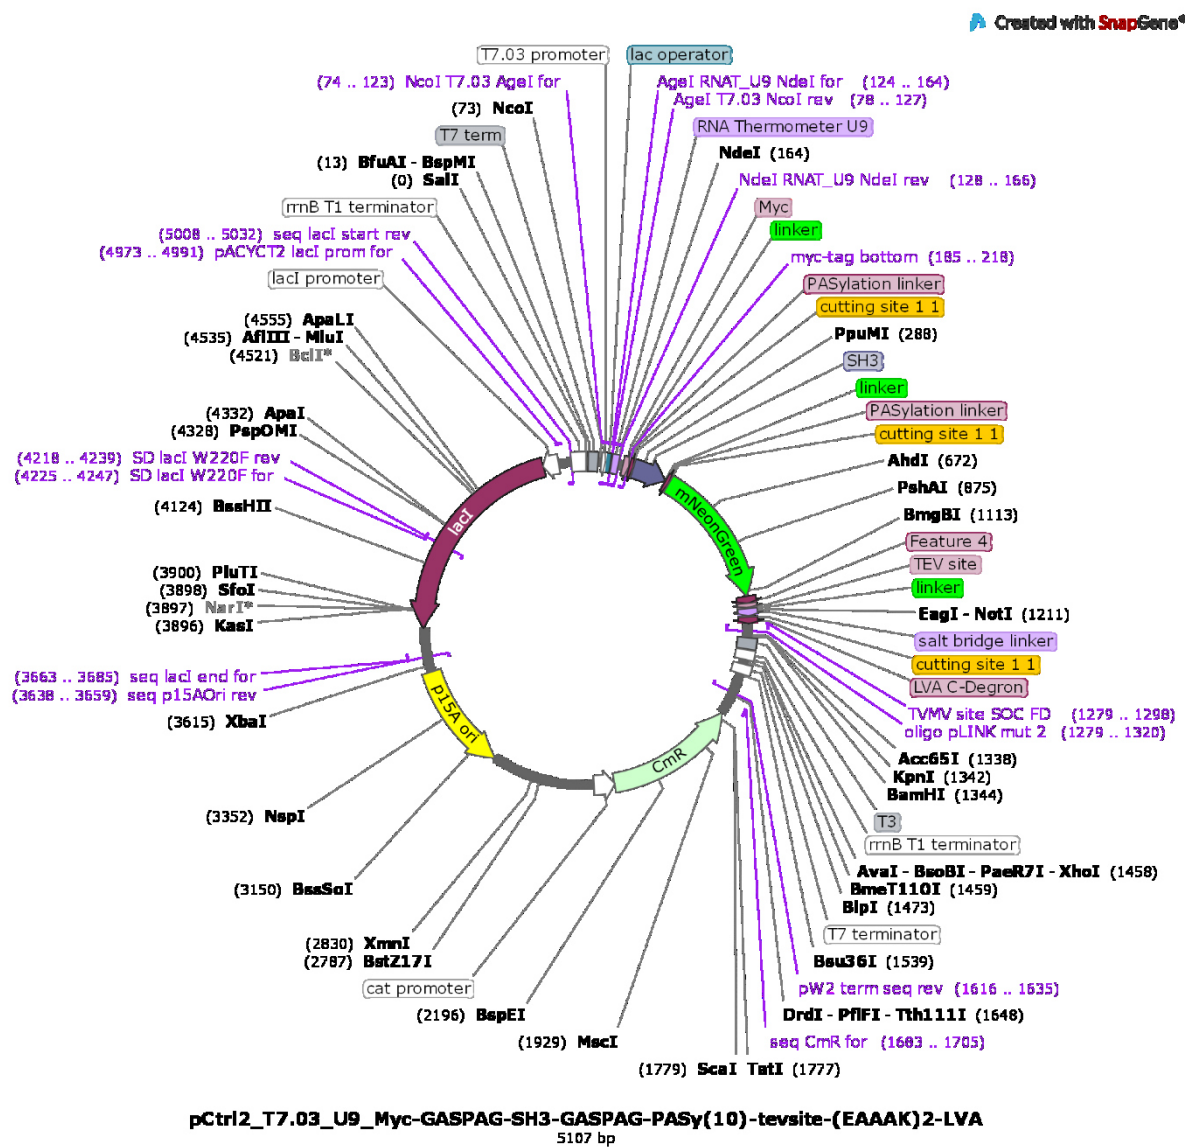 Created with SnapGene®
T7.03 promoter
lac operator
(74 .. 123) NcoI T7.03 AgeI for
AgeI RNAT_U9 NdeI for (124 .. 164)
AgeI T7.03 NcoI rev (78 .. 127)
(73) NcoI
RNA Thermometer U9
T7 term
NdeI (164)
(13) BfuAI - BspMI
(0) SalI
NdeI RNAT_U9 NdeI rev (128 .. 166)
rrnB T1 terminator
Myc
(5008 .. 5032) seq lacI start rev
linker
(4973 .. 4991) pACYCT2 lacI prom for
myc-tag bottom (185 .. 218)
lacI promoter
PASylation linker
cutting site 1 1
(4555) ApaLI
PpuMI (288)
(4535) AflIII - MluI
(4521) BclI*
SH3
linker
(4332) ApaI
PASylation linker
(4328) PspOMI
cutting site 1 1
(4218 .. 4239) SD lacI W220F rev
AhdI (672)
(4225 .. 4247) SD lacI W220F for
PshAI (875)
(4124) BssHII
lacI
mNeonGreen
BmgBI (1113)
Feature 4
TEV site
(3900) PluTI
linker
(3898) SfoI
(3897) NarI*
EagI - NotI (1211)
(3896) KasI
salt bridge linker
cutting site 1 1
(3663 .. 3685) seq lacI end for
LVA C-Degron
(3638 .. 3659) seq p15AOri rev
TVMV site SOC FD (1279 .. 1298)
(3615) XbaI
oligo pLINK mut 2 (1279 .. 1320)
p15A ori
CmR
Acc65I (1338)
KpnI (1342)
BamHI (1344)
(3352) NspI
T3
rrnB T1 terminator
AvaI - BsoBI - PaeR7I - XhoI (1458)
(3150) BssSαI
BmeT110I (1459)
BlpI (1473)
(2830) XmnI
T7 terminator
(2787) BstZ17I
Bsu36I (1539)
cat promoter
pW2 term seq rev (1616 .. 1635)
(2196) BspEI
DrdI - PflFI - Tth111I (1648)
(1929) MscI
seq CmR for (1683 .. 1705)
(1779) ScaI TatI (1777)
pCtrl2_T7.03_U9_Myc-GASPAG-SH3-GASPAG-PASy(10)-tevsite-(EAAAK)2-LVA
5107 bp